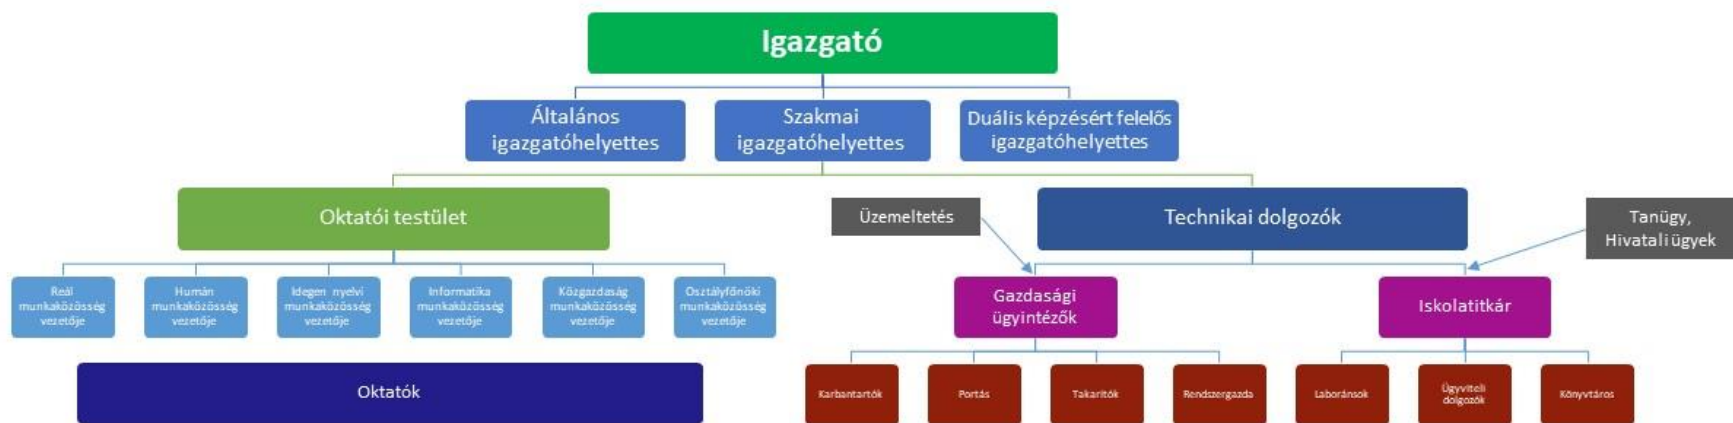 Igazgató
Általános
igazgatóhelyettes
Szakmai
igazgatóhelyettes
Duális képzésért felelős
igazgatóhelyettes
Oktatói testület
Üzemeltetés
Technikai dolgozók
Tanügy,
Hivatali ügyek
Reál
munkaközösség
vezetője
Humán
munkaközösség
vezetője
Idegen nyelvi
munkaközösség
vezetője
Informatika
munkaközösség
vezetője
Közgazdaság
munkaközösség
vezetője
Osztályfőnöki
munkaközösség
vezetője
Gazdasági
ügyintézők
Iskolatitkár
Oktatók
Karbantartók
Portás
Takarítók
Rendszergazda
Laboránsok
Ügyviteli
dolgozók
Könyvtáros